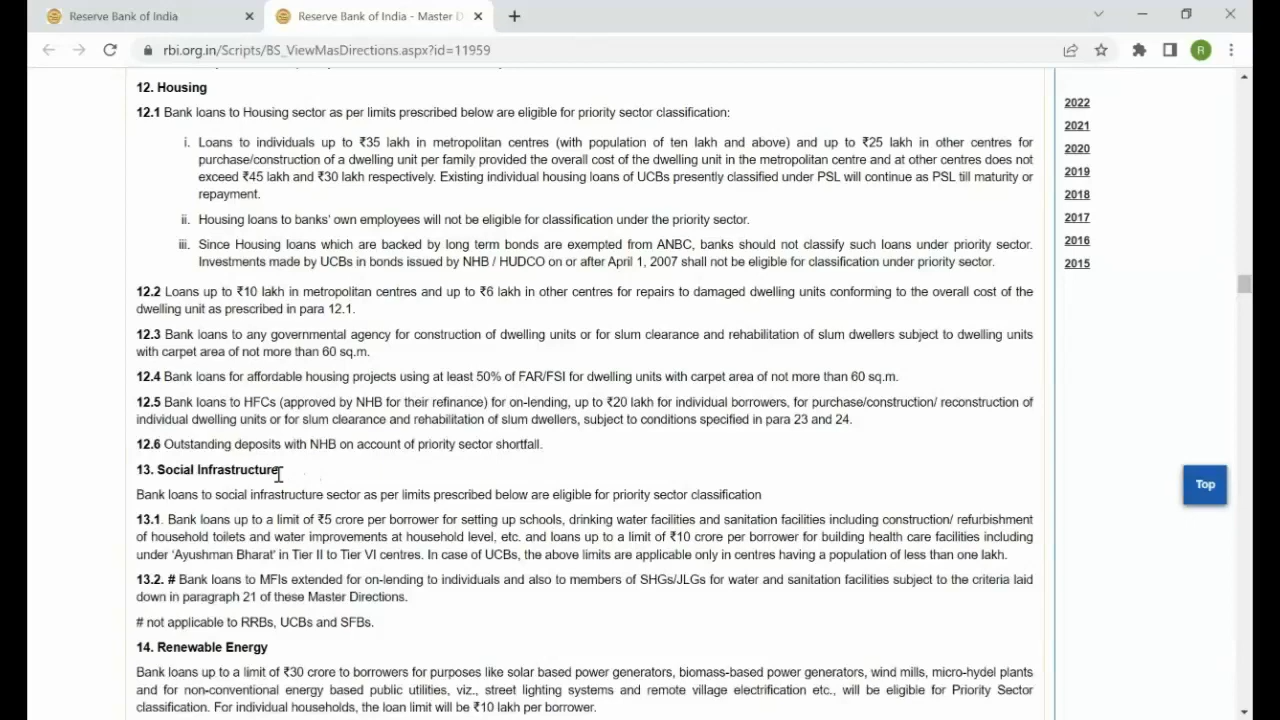 Reserve Bank of India
Reserve Bank of India - Master D
rbi.org.in/Scripts/BS_ViewMasDirections.aspx?id=11959
R
12. Housing
12.1 Bank loans to Housing sector as per limits prescribed below are eligible for priority sector classification:
i. Loans to individuals up to ₹35 lakh in metropolitan centres (with population of ten lakh and above) and up to ₹25 lakh in other centres for
purchase/construction of a dwelling unit per family provided the overall cost of the dwelling unit in the metropolitan centre and at other centres does not
exceed ₹45 lakh and ₹30 lakh respectively. Existing individual housing loans of UCBs presently classified under PSL will continue as PSL till maturity or
repayment.
ii. Housing loans to banks' own employees will not be eligible for classification under the priority sector.
iii. Since Housing loans which are backed by long term bonds are exempted from ANBC, banks should not classify such loans under priority sector.
Investments made by UCBs in bonds issued by NHB / HUDCO on or after April 1, 2007 shall not be eligible for classification under priority sector.
12.2 Loans up to ₹10 lakh in metropolitan centres and up to ₹6 lakh in other centres for repairs to damaged dwelling units conforming to the overall cost of the
dwelling unit as prescribed in para 12.1.
12.3 Bank loans to any governmental agency for construction of dwelling units or for slum clearance and rehabilitation of slum dwellers subject to dwelling units
with carpet area of not more than 60 sq.m.
12.4 Bank loans for affordable housing projects using at least 50% of FAR/FSI for dwelling units with carpet area of not more than 60 sq.m.
12.5 Bank loans to HFCs (approved by NHB for their refinance) for on-lending, up to ₹20 lakh for individual borrowers, for purchase/construction/ reconstruction of
individual dwelling units or for slum clearance and rehabilitation of slum dwellers, subject to conditions specified in para 23 and 24.
12.6 Outstanding deposits with NHB on account of priority sector shortfall.
13. Social Infrastructure
Bank loans to social infrastructure sector as per limits prescribed below are eligible for priority sector classification
13.1. Bank loans up to a limit of ₹5 crore per borrower for setting up schools, drinking water facilities and sanitation facilities including construction/ refurbishment
of household toilets and water improvements at household level, etc. and loans up to a limit of ₹10 crore per borrower for building health care facilities including
under 'Ayushman Bharat' in Tier II to Tier VI centres. In case of UCBs, the above limits are applicable only in centres having a population of less than one lakh.
13.2. # Bank loans to MFIs extended for on-lending to individuals and also to members of SHGs/JLGs for water and sanitation facilities subject to the criteria laid
down in paragraph 21 of these Master Directions.
# not applicable to RRBs, UCBs and SFBs.
14. Renewable Energy
Bank loans up to a limit of ₹30 crore to borrowers for purposes like solar based power generators, biomass-based power generators, wind mills, micro-hydel plants
and for non-conventional energy based public utilities, viz., street lighting systems and remote village electrification etc., will be eligible for Priority Sector
classification. For individual households, the loan limit will be ₹10 lakh per borrower.
2022
2021
2020
2019
2018
2017
2016
2015
Top